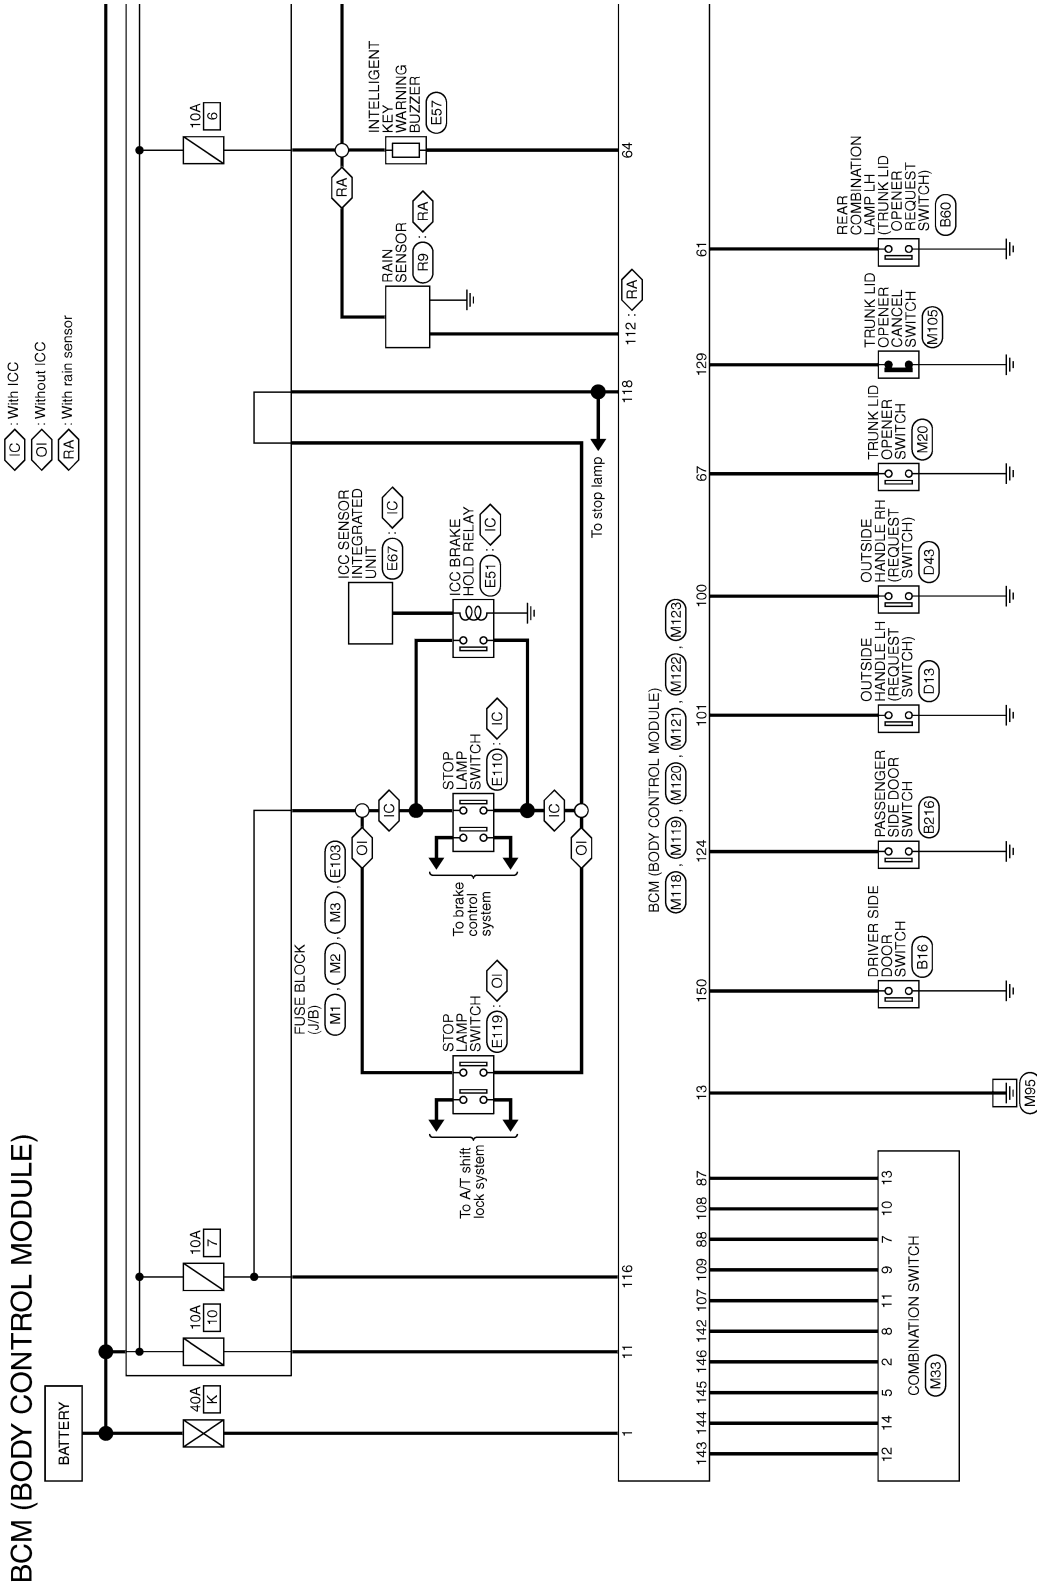 BCM (BODY CONTROL MODULE)
IC : With ICC
OI : Without ICC
RA : With rain sensor
BATTERY
40A
K
10A
10
10A
7
10A
6
FUSE BLOCK
(J/B)
M1 , M2 , M3 , E103
OI
IC
STOP
LAMP
SWITCH
E119 : OI
To A/T shift
lock system
STOP
LAMP
SWITCH
E110 : IC
To brake
control
system
IC
OI
ICC SENSOR
INTEGRATED
UNIT
E67 : IC
ICC BRAKE
HOLD RELAY
E51 : IC
To stop lamp
RA
RAIN
SENSOR
R9 : RA
INTELLIGENT
KEY
WARNING
BUZZER
E57
1
11
116
118
112 : RA
64
BCM (BODY CONTROL MODULE)
M118 , M119 , M120 , M121 , M122 , M123
143
144
145
146
142
107
109
88
108
87
13
150
124
101
100
67
129
61
12
14
5
2
8
11
9
7
10
13
COMBINATION SWITCH
M33
M95
DRIVER SIDE
DOOR
SWITCH
B16
PASSENGER
SIDE DOOR
SWITCH
B216
OUTSIDE
HANDLE LH
(REQUEST
SWITCH)
D13
OUTSIDE
HANDLE RH
(REQUEST
SWITCH)
D43
TRUNK LID
OPENER
SWITCH
M20
TRUNK LID
OPENER
CANCEL
SWITCH
M105
REAR
COMBINATION
LAMP LH
(TRUNK LID
OPENER
REQUEST
SWITCH)
B60